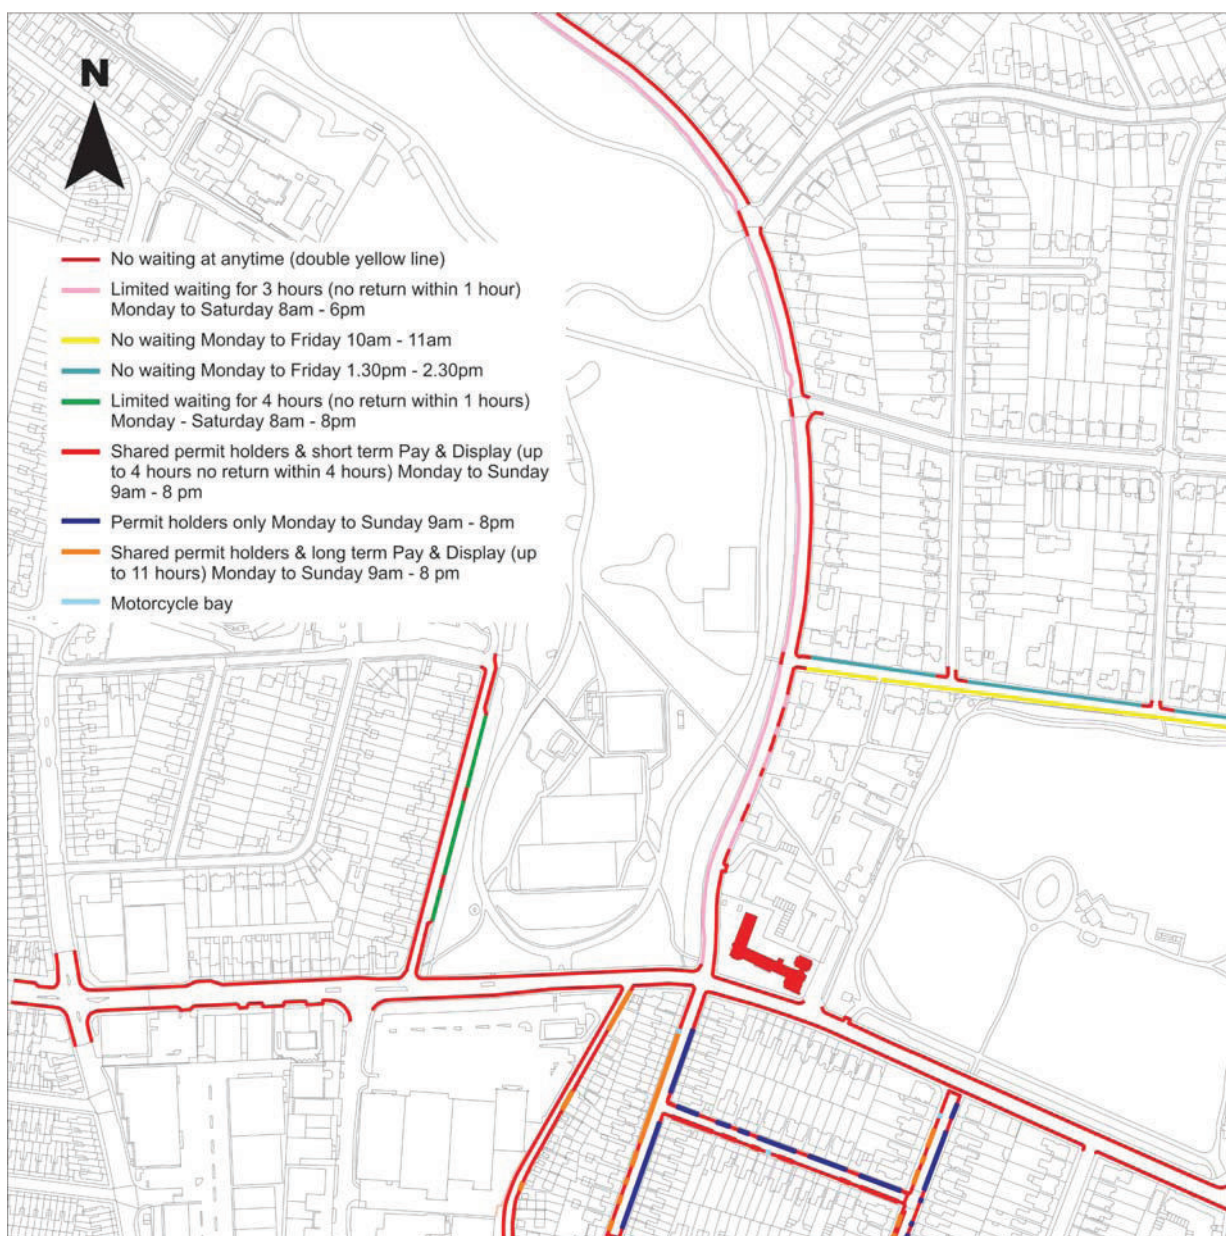 N
No waiting at anytime (double yellow line)
Limited waiting for 3 hours (no return within 1 hour)
Monday to Saturday 8am - 6pm
No waiting Monday to Friday 10am - 11am
No waiting Monday to Friday 1.30pm - 2.30pm
Limited waiting for 4 hours (no return within 1 hours)
Monday - Saturday 8am - 8pm
Shared permit holders & short term Pay & Display (up
to 4 hours no return within 4 hours) Monday to Sunday
9am - 8 pm
Permit holders only Monday to Sunday 9am - 8pm
Shared permit holders & long term Pay & Display (up
to 11 hours) Monday to Sunday 9am - 8 pm
Motorcycle bay